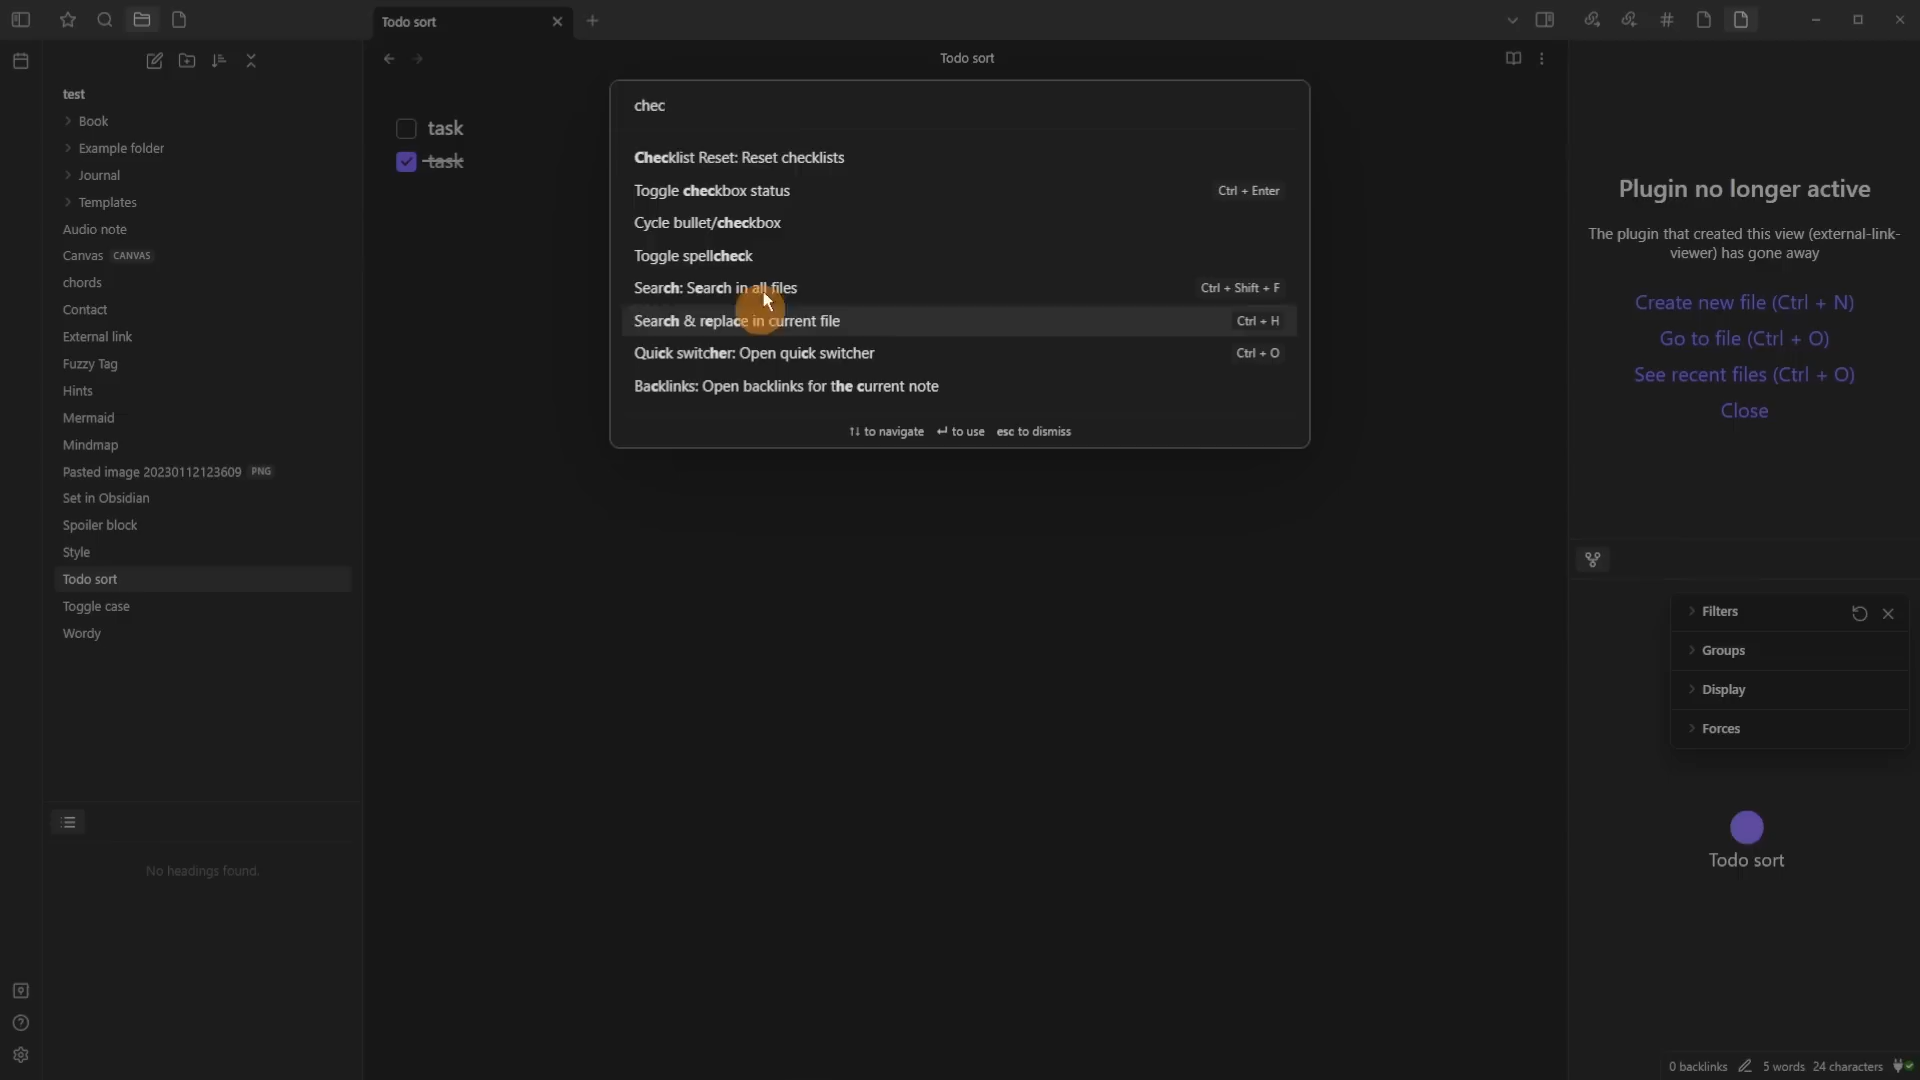 Todo sort
Todo sort
test
Book
Example folder
Journal
Templates
Audio note
Canvas CANVAS
chords
Contact
External link
Fuzzy Tag
Hints
Mermaid
Mindmap
Pasted image 20230112123609 PNG
Set in Obsidian
Spoiler block
Style
Todo sort
Toggle case
Wordy
No headings found.
task
task
chec
Checklist Reset: Reset checklists
Toggle checkbox status Ctrl + Enter
Cycle bullet/checkbox
Toggle spellcheck
Search: Search in all files Ctrl + Shift + F
Search & replace in current file Ctrl + H
Quick switcher: Open quick switcher Ctrl + O
Backlinks: Open backlinks for the current note
↑↓ to navigate ↵ to use esc to dismiss
Plugin no longer active
The plugin that created this view (external-link-
viewer) has gone away
Create new file (Ctrl + N)
Go to file (Ctrl + O)
See recent files (Ctrl + O)
Close
Filters
Groups
Display
Forces
Todo sort
0 backlinks 5 words 24 characters